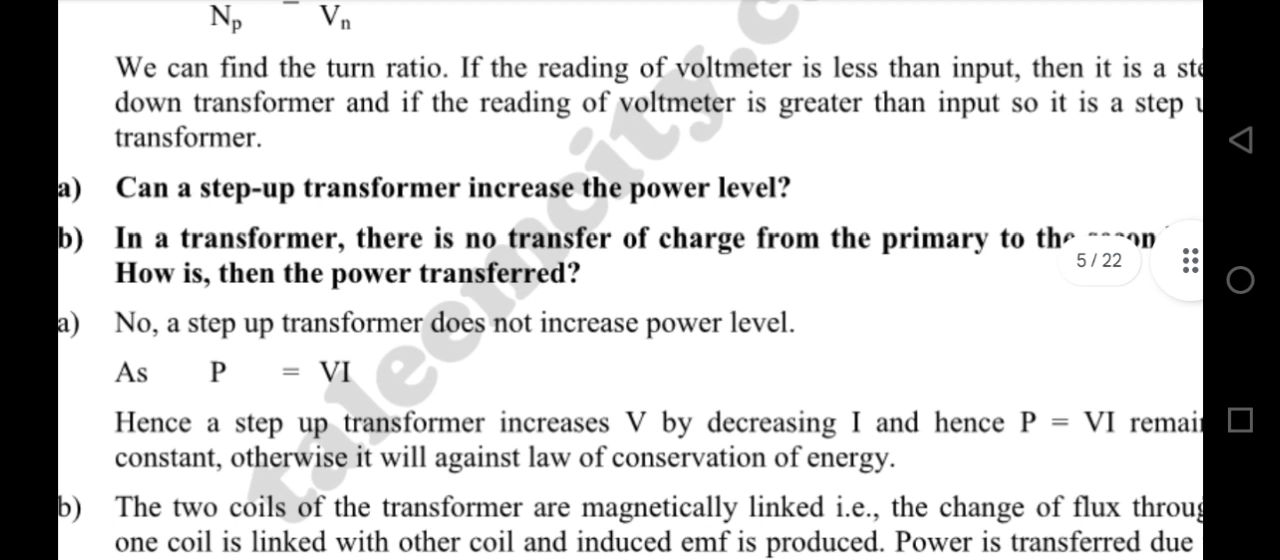 Np = Vn
We can find the turn ratio. If the reading of voltmeter is less than input, then it is a
down transformer and if the reading of voltmeter is greater than input so it is a step
transformer.
a) Can a step-up transformer increase the power level?
b) In a transformer, there is no transfer of charge from the primary to
How is, then the power transferred?
5 / 22
a) No, a step up transformer does not increase power level.
As P = VI
Hence a step up transformer increases V by decreasing I and hence P = VI
constant, otherwise it will against law of conservation of energy.
b) The two coils of the transformer are magnetically linked i.e., the change of flux
one coil is linked with other coil and induced emf is produced. Power is transferred due
taleemcity.c